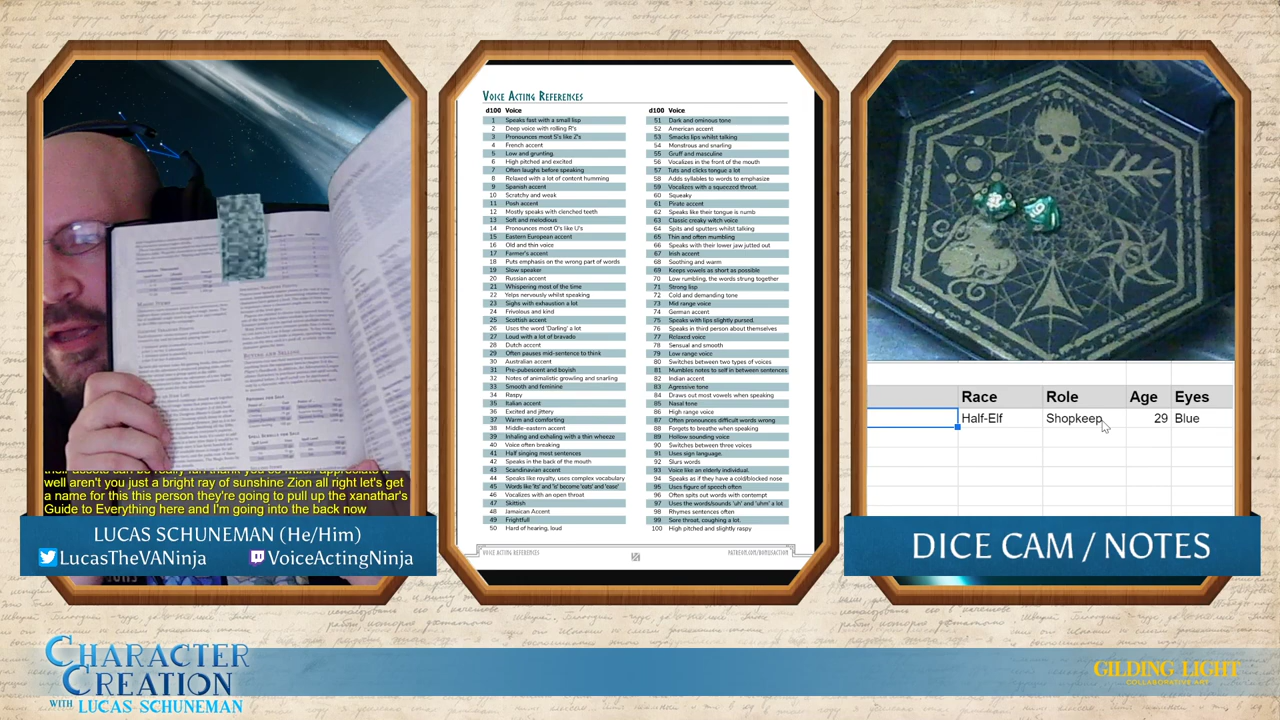 VOICE ACTING REFERENCES
d100 Voice
1 Speaks fast with a small lisp
2 Deep voice with rolling R's
3 Pronounces most S's like Z's
4 French accent
5 Low and grunting.
6 High pitched and excited
7 Often laughs before speaking
8 Relaxed with a lot of content humming
9 Spanish accent
10 Scratchy and weak
11 Posh accent
12 Mostly speaks with clenched teeth
13 Soft and melodious
14 Pronounces most O's like U's
15 Eastern European accent
16 Old and thin voice
17 Farmer's accent
18 Puts emphasis on the wrong part of words
19 Slow speaker
20 Russian accent
21 Whispering most of the time
22 Yelps nervously whilst speaking
23 Sighs with exhaustion a lot
24 Frivolous and kind
25 Scottish accent
26 Uses the word 'Darling' a lot
27 Loud with a lot of bravado
28 Dutch accent
29 Often pauses mid-sentence to think
30 Australian accent
31 Pre-pubescent and boyish
32 Notes of animalistic growling and snarling
33 Smooth and feminine
34 Raspy
35 Italian accent
36 Excited and jittery
37 Warm and comforting
38 Middle-eastern accent
39 Inhaling and exhaling with a thin wheeze
40 Voice often breaking
41 Half singing most sentences
42 Speaks in the back of the mouth
43 Scandinavian accent
44 Speaks like royalty, uses complex vocabulary
45 Words like 'its' and 'is' become 'eats' and 'ease'
46 Vocalizes with an open throat
47 Skittish
48 Jamaican Accent
49 Frightfull
50 Hard of hearing, loud
d100 Voice
51 Dark and ominous tone
52 American accent
53 Smacks lips whilst talking
54 Monstrous and snarling
55 Gruff and masculine
56 Vocalizes in the front of the mouth
57 Tuts and clicks tongue a lot
58 Adds syllables to words to emphasize
59 Vocalizes with a squeezed throat.
60 Squeaky
61 Pirate accent
62 Speaks like their tongue is numb
63 Classic creaky witch voice
64 Spits and sputters whilst talking
65 Thin and often mumbling
66 Speaks with their lower jaw jutted out
67 Irish accent
68 Soothing and warm
69 Keeps vowels as short as possible
70 Low rumbling, the words strung together
71 Strong lisp
72 Cold and demanding tone
73 Mid range voice
74 German accent
75 Speaks with lips slightly pursed.
76 Speaks in third person about themselves
77 Relaxed voice
78 Sensual and smooth
79 Low range voice
80 Switches between two types of voices
81 Mumbles notes to self in between sentences
82 Indian accent
83 Agressive tone
84 Draws out most vowels when speaking
85 Nasal tone
86 High range voice
87 Often pronounces difficult words wrong
88 Forgets to breathe when speaking
89 Hollow sounding voice
90 Switches between three voices
91 Uses sign language.
92 Slurs words
93 Voice like an elderly individual.
94 Speaks as if they have a cold/blocked nose
95 Uses figure of speech often
96 Often spits out words with contempt
97 Uses the words/sounds 'uh' and 'uhm' a lot
98 Rhymes sentences often
99 Sore throat, coughing a lot.
100 High pitched and slightly raspy
VOICE ACTING REFERENCES
PATREON.COM/BONUSACTION
Race Role Age Eyes
Half-Elf Shopkeep 29 Blue
well aren't you just a bright ray of sunshine Zion all right let's get
a name for this this person they're going to pull up the xanathar's
Guide to Everything here and I'm going into the back now
LUCAS SCHUNEMAN (He/Him)
LucasTheVANinja VoiceActingNinja
DICE CAM / NOTES
CHARACTER
CREATION
WITH LUCAS SCHUNEMAN
GILDING LIGHT
COLLABORATIVE ART